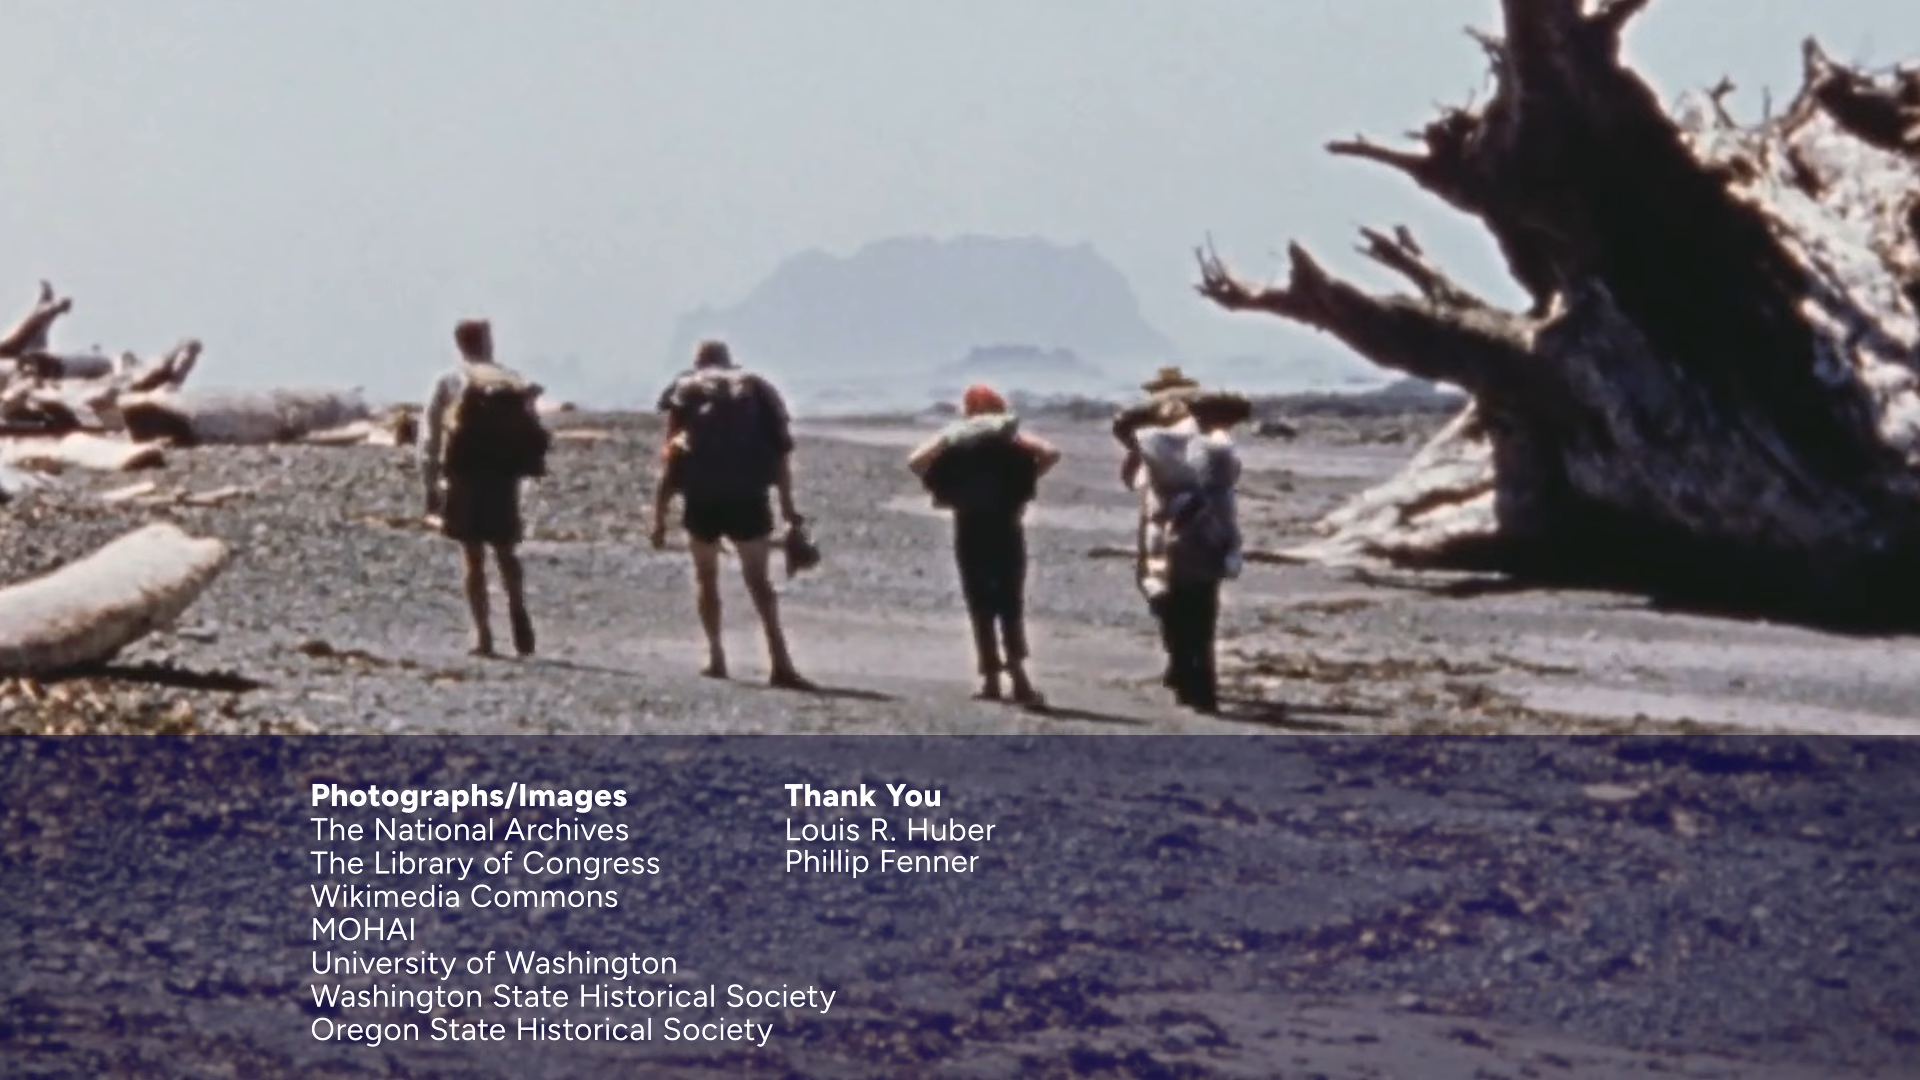 Photographs/Images
The National Archives
The Library of Congress
Wikimedia Commons
MOHAI
University of Washington
Washington State Historical Society
Oregon State Historical Society
Thank You
Louis R. Huber
Phillip Fenner